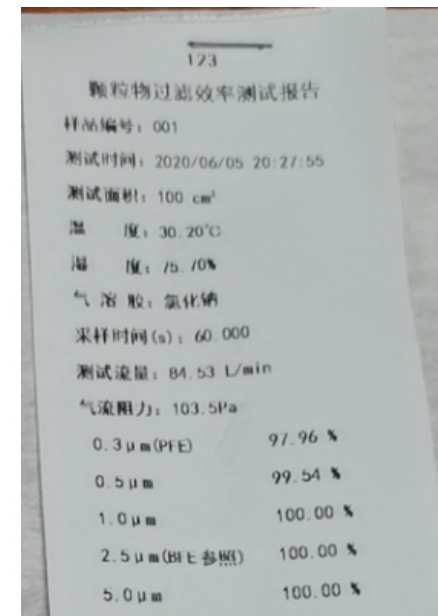 123
颗粒物过滤效率测试报告
样品编号: 001
测试时间: 2020/06/05 20:27:55
测试面积: 100 cm²
温 度: 30.20℃
湿 度: 75.70%
气 溶 胶: 氯化钠
采样时间(s): 60.000
测试流量: 84.53 L/min
气流阻力: 103.5Pa
0.3μm(PFE) 97.96 %
0.5μm 99.54 %
1.0μm 100.00 %
2.5μm(BFE参照) 100.00 %
5.0μm 100.00 %